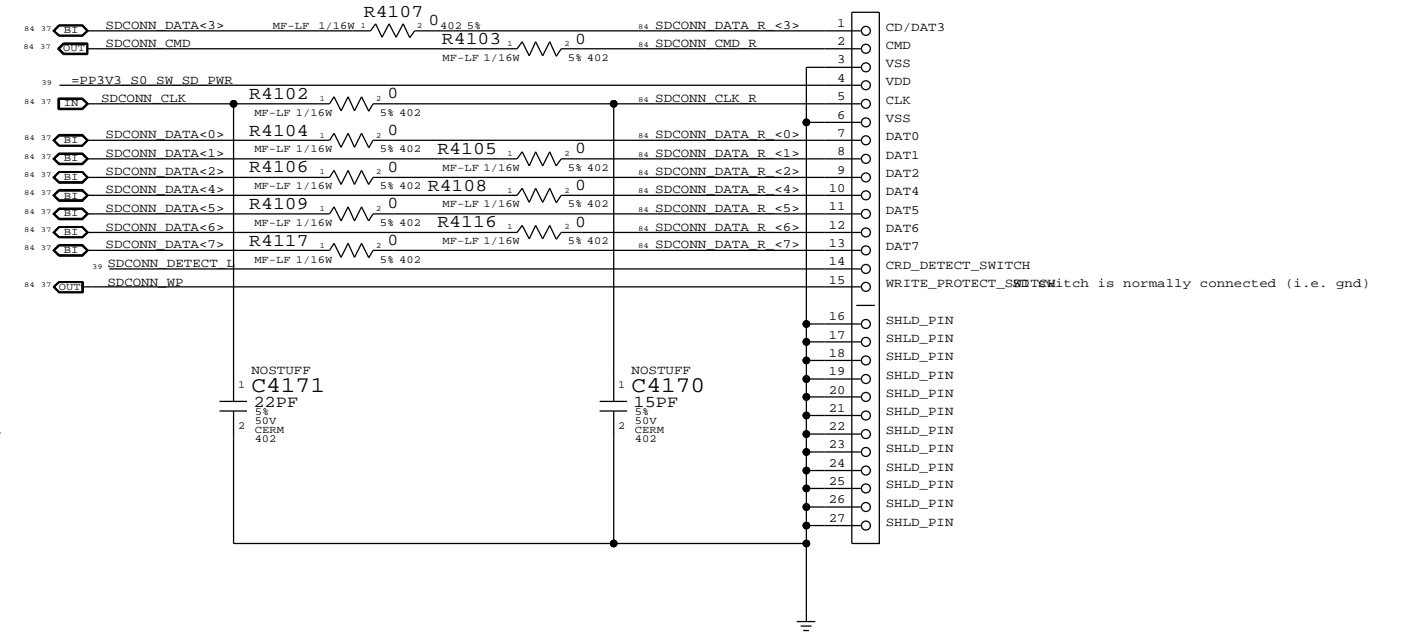 R4107
84 37 BI SDCONN_DATA<3> MF-LF 1/16W 1 2 0 402 5% 84 SDCONN_DATA_R_<3> 1 CD/DAT3
84 37 OUT SDCONN_CMD R4103 1 2 0 84 SDCONN_CMD_R 2 CMD
MF-LF 1/16W 5% 402
3 VSS
39 =PP3V3_S0_SW_SD_PWR 4 VDD
84 37 IN SDCONN_CLK R4102 1 2 0 84 SDCONN_CLK_R 5 CLK
MF-LF 1/16W 5% 402
6 VSS
84 37 BI SDCONN_DATA<0> R4104 1 2 0 84 SDCONN_DATA_R_<0> 7 DAT0
MF-LF 1/16W 5% 402
84 37 BI SDCONN_DATA<1> R4105 1 2 0 84 SDCONN_DATA_R_<1> 8 DAT1
MF-LF 1/16W 5% 402
84 37 BI SDCONN_DATA<2> R4106 1 2 0 84 SDCONN_DATA_R_<2> 9 DAT2
MF-LF 1/16W 5% 402
84 37 BI SDCONN_DATA<4> R4108 1 2 0 84 SDCONN_DATA_R_<4> 10 DAT4
MF-LF 1/16W 5% 402
84 37 BI SDCONN_DATA<5> R4109 1 2 0 84 SDCONN_DATA_R_<5> 11 DAT5
MF-LF 1/16W 5% 402
84 37 BI SDCONN_DATA<6> R4116 1 2 0 84 SDCONN_DATA_R_<6> 12 DAT6
MF-LF 1/16W 5% 402
84 37 BI SDCONN_DATA<7> R4117 1 2 0 84 SDCONN_DATA_R_<7> 13 DAT7
MF-LF 1/16W 5% 402
39 SDCONN_DETECT_L 14 CRD_DETECT_SWITCH
84 37 OUT SDCONN_WP 15 WRITE_PROTECT_SWITCH is normally connected (i.e. gnd)
16 SHLD_PIN
17 SHLD_PIN
18 SHLD_PIN
19 SHLD_PIN
20 SHLD_PIN
21 SHLD_PIN
22 SHLD_PIN
23 SHLD_PIN
24 SHLD_PIN
25 SHLD_PIN
26 SHLD_PIN
27 SHLD_PIN
NOSTUFF
1 C4171
22PF
5%
50V
2 CERM
402
NOSTUFF
1 C4170
15PF
5%
50V
2 CERM
402